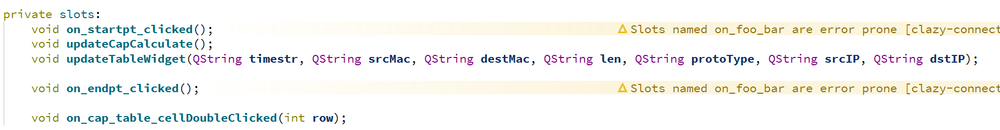 private slots:
void on_startpt_clicked(); Slots named on_foo_bar are error prone [clazy-connect
void updateCapCalculate();
void updateTableWidget(QString timestr, QString srcMac, QString destMac, QString len, QString protoType, QString srcIP, QString dstIP);
void on_endpt_clicked(); Slots named on_foo_bar are error prone [clazy-connect
void on_cap_table_cellDoubleClicked(int row);